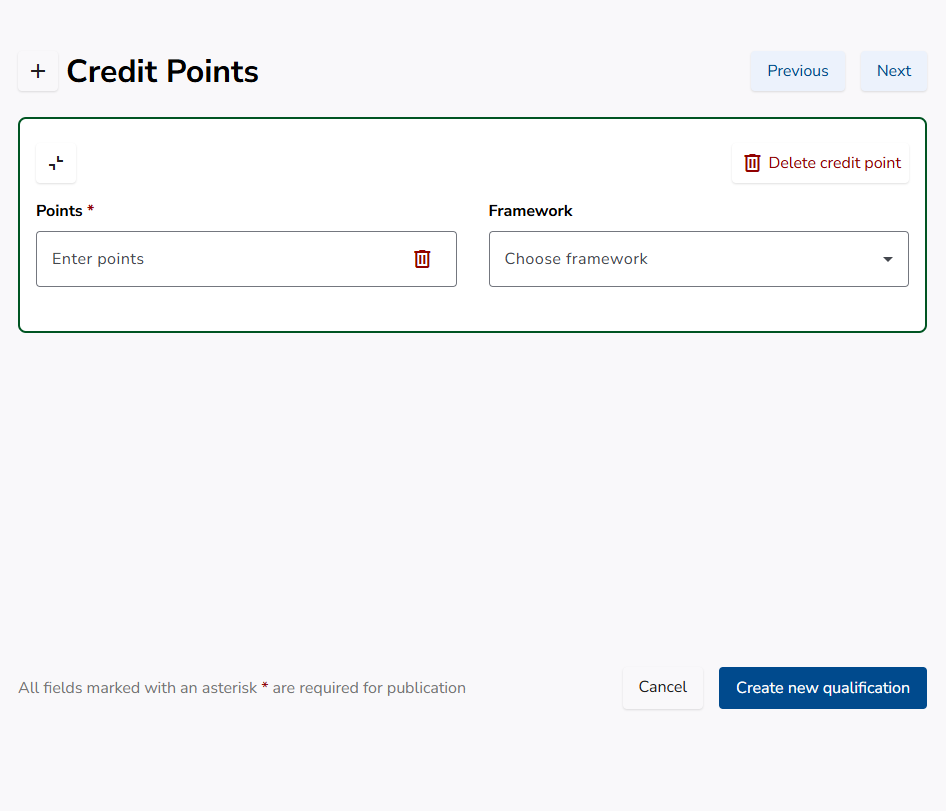 + Credit Points
Previous
Next
Delete credit point
Points *
Framework
Enter points
Choose framework
All fields marked with an asterisk * are required for publication
Cancel
Create new qualification